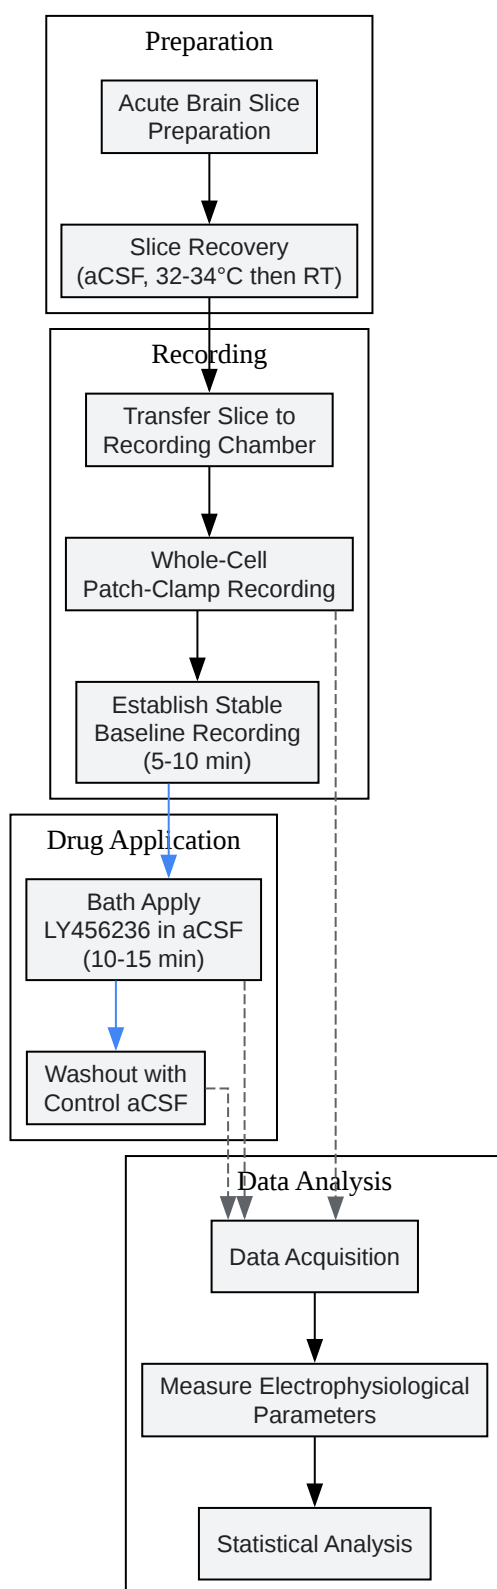 Preparation
Acute Brain Slice
Preparation
Slice Recovery
(aCSF, 32-34°C then RT)
Recording
Transfer Slice to
Recording Chamber
Whole-Cell
Patch-Clamp Recording
Establish Stable
Baseline Recording
(5-10 min)
Drug Application
Bath Apply
LY456236 in aCSF
(10-15 min)
Washout with
Control aCSF
Data Analysis
Data Acquisition
Measure Electrophysiological
Parameters
Statistical Analysis